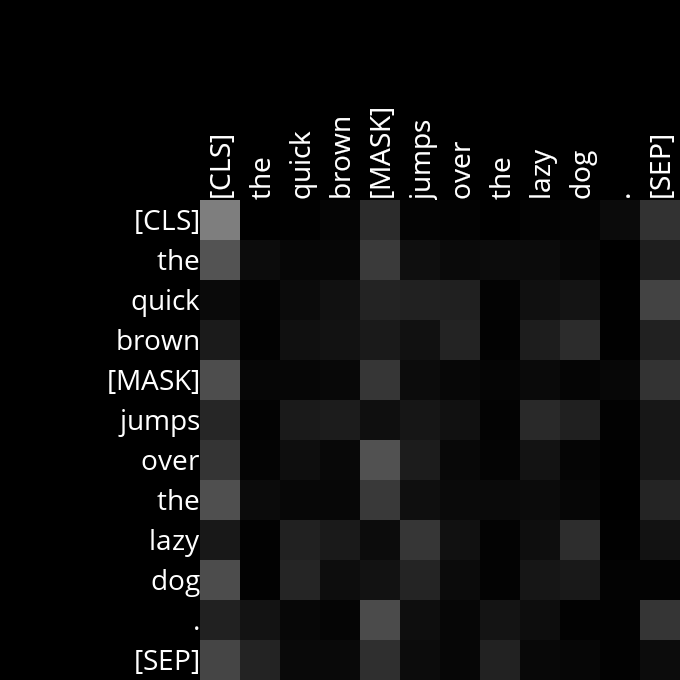 [CLS] the quick brown [MASK] jumps over the lazy dog . [SEP]
[CLS]
the
quick
brown
[MASK]
jumps
over
the
lazy
dog
.
[SEP]